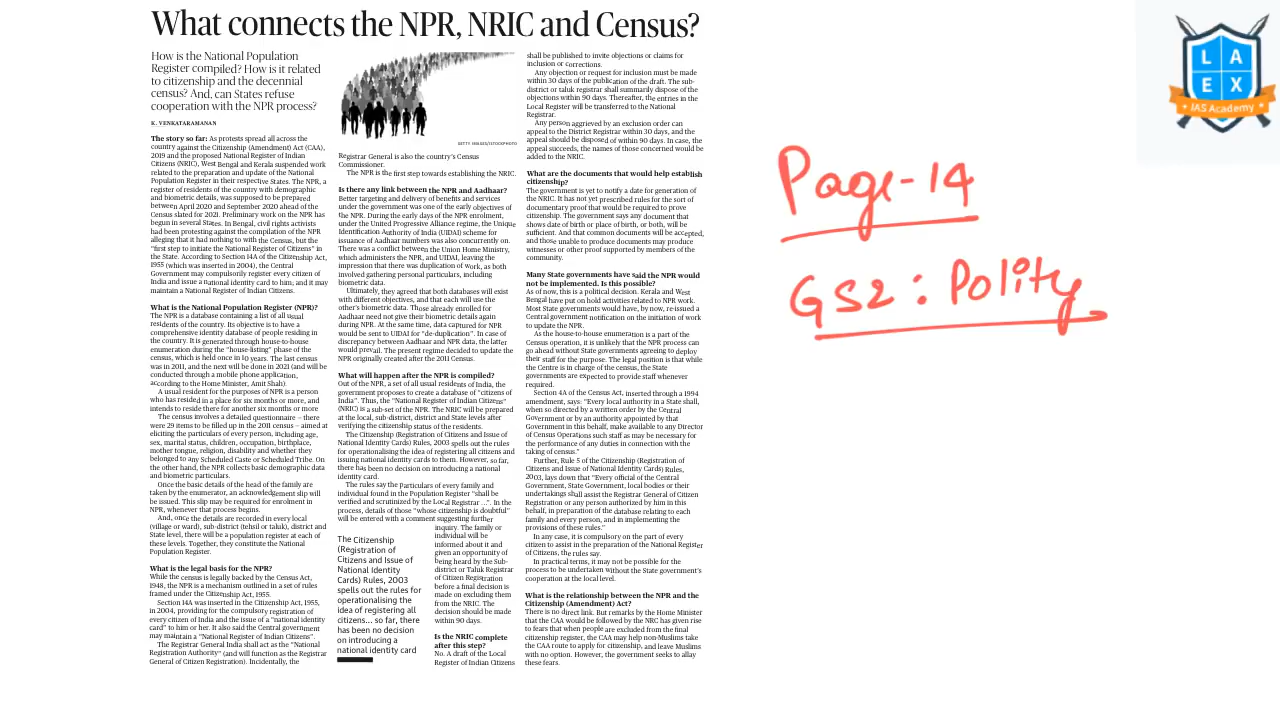 What connects the NPR, NRIC and Census?
How is the National Population
Register compiled? How is it related
to citizenship and the decennial
census? And, can States refuse
cooperation with the NPR process?
K. VENKATARAMANAN
The story so far: As protests spread all across the
country against the Citizenship (Amendment) Act (CAA),
2019 and the proposed National Register of Indian
Citizens (NRIC), West Bengal and Kerala suspended work
related to the preparation and update of the National
Population Register in their respective States. The NPR, a
register of residents of the country with demographic
and biometric details, was supposed to be prepared
between April 2020 and September 2020 ahead of the
Census slated for 2021. Preliminary work on the NPR has
begun in several States. In Bengal, civil rights activists
had been protesting against the compilation of the NPR
alleging that it had nothing to with the Census, but the
"first step to initiate the National Register of Citizens" in
the State. According to Section 14A of the Citizenship Act,
1955 (which was inserted in 2004), the Central
Government may compulsorily register every citizen of
India and issue a national identity card to him, and it may
maintain a National Register of Indian Citizens.
What is the National Population Register (NPR)?
The NPR is a database containing a list of all usual
residents of the country. Its objective is to have a
comprehensive identity database of people residing in
the country. It is generated through house-to-house
enumeration during the "house-listing" phase of the
census, which is held once in 10 years. The last census
was in 2011, and the next will be done in 2021 (and will be
conducted through a mobile phone application,
according to the Home Minister, Amit Shah).
A usual resident for the purposes of NPR is a person
who has resided in a place for six months or more, and
intends to reside there for another six months or more
The census involves a detailed questionnaire – there
were 29 items to be filled up in the 2011 census – aimed at
eliciting the particulars of every person, including age,
sex, marital status, children, occupation, birthplace,
mother tongue, religion, disability and whether they
belonged to any Scheduled Caste or Scheduled Tribe. On
the other hand, the NPR collects basic demographic data
and biometric particulars.
Once the basic details of the head of the family are
taken by the enumerator, an acknowledgement slip will
be issued. This slip may be required for enrolment in
NPR, whenever that process begins.
And, once the details are recorded in every local
(village or ward), sub-district (tehsil or taluk), district and
State level, there will be a population register at each of
these levels. Together, they constitute the National
Population Register.
What is the legal basis for the NPR?
While the census is legally backed by the Census Act,
1948, the NPR is a mechanism outlined in a set of rules
framed under the Citizenship Act, 1955.
Section 14A was inserted in the Citizenship Act, 1955,
in 2004, providing for the compulsory registration of
every citizen of India and the issue of a "national identity
card" to him or her. It also said the Central government
may maintain a "National Register of Indian Citizens".
The Registrar General India shall act as the "National
Registration Authority" (and will function as the Registrar
General of Citizen Registration). Incidentally, the
GETTY IMAGES/ISTOCKPHOTO
Registrar General is also the country's Census
Commissioner.
The NPR is the first step towards establishing the NRIC.
Is there any link between the NPR and Aadhaar?
Better targeting and delivery of benefits and services
under the government was one of the early objectives of
the NPR. During the early days of the NPR enrolment,
under the United Progressive Alliance regime, the Unique
Identification Authority of India (UIDAI) scheme for
issuance of Aadhaar numbers was also concurrently on.
There was a conflict between the Union Home Ministry,
which administers the NPR, and UIDAI, leaving the
impression that there was duplication of work, as both
involved gathering personal particulars, including
biometric data.
Ultimately, they agreed that both databases will exist
with different objectives, and that each will use the
other's biometric data. Those already enrolled for
Aadhaar need not give their biometric details again
during NPR. At the same time, data captured for NPR
would be sent to UIDAI for "de-duplication". In case of
discrepancy between Aadhaar and NPR data, the latter
would prevail. The present regime decided to update the
NPR originally created after the 2011 Census.
What will happen after the NPR is compiled?
Out of the NPR, a set of all usual residents of India, the
government proposes to create a database of "citizens of
India". Thus, the "National Register of Indian Citizens"
(NRIC) is a sub-set of the NPR. The NRIC will be prepared
at the local, sub-district, district and State levels after
verifying the citizenship status of the residents.
The Citizenship (Registration of Citizens and Issue of
National Identity Cards) Rules, 2003 spells out the rules
for operationalising the idea of registering all citizens and
issuing national identity cards to them. However, so far,
there has been no decision on introducing a national
identity card.
The rules say the Particulars of every family and
individual found in the Population Register "shall be
verified and scrutinized by the Local Registrar ...". In the
process, details of those "whose citizenship is doubtful"
will be entered with a comment suggesting further
inquiry. The family or
individual will be
informed about it and
given an opportunity of
being heard by the Sub-
district or Taluk Registrar
of Citizen Registration
before a final decision is
made on excluding them
from the NRIC. The
decision should be made
within 90 days.
The Citizenship
(Registration of
Citizens and Issue of
National Identity
Cards) Rules, 2003
spells out the rules for
operationalising the
idea of registering all
citizens... so far, there
has been no decision
on introducing a
national identity card
Is the NRIC complete
after this step?
No. A draft of the Local
Register of Indian Citizens
shall be published to invite objections or claims for
inclusion or corrections.
Any objection or request for inclusion must be made
within 30 days of the publication of the draft. The sub-
district or taluk registrar shall summarily dispose of the
objections within 90 days. Thereafter, the entries in the
Local Register will be transferred to the National
Registrar.
Any person aggrieved by an exclusion order can
appeal to the District Registrar within 30 days, and the
appeal should be disposed of within 90 days. In case, the
appeal succeeds, the names of those concerned would be
added to the NRIC.
What are the documents that would help establish
citizenship?
The government is yet to notify a date for generation of
the NRIC. It has not yet prescribed rules for the sort of
documentary proof that would be required to prove
citizenship. The government says any document that
shows date of birth or place of birth, or both, will be
sufficient. And that common documents will be accepted,
and those unable to produce documents may produce
witnesses or other proof supported by members of the
community.
Many State governments have said the NPR would
not be implemented. Is this possible?
As of now, this is a political decision. Kerala and West
Bengal have put on hold activities related to NPR work.
Most State governments would have, by now, re-issued a
Central government notification on the initiation of work
to update the NPR.
As the house-to-house enumeration is a part of the
Census operation, it is unlikely that the NPR process can
go ahead without State governments agreeing to deploy
their staff for the purpose. The legal position is that while
the Centre is in charge of the census, the State
governments are expected to provide staff whenever
required.
Section 4A of the Census Act, inserted through a 1994
amendment, says: "Every local authority in a State shall,
when so directed by a written order by the Central
Government or by an authority appointed by that
Government in this behalf, make available to any Director
of Census Operations such staff as may be necessary for
the performance of any duties in connection with the
taking of census."
Further, Rule 5 of the Citizenship (Registration of
Citizens and Issue of National Identity Cards) Rules,
2003, lays down that "Every official of the Central
Government, State Government, local bodies or their
undertakings shall assist the Registrar General of Citizen
Registration or any person authorized by him in this
behalf, in preparation of the database relating to each
family and every person, and in implementing the
provisions of these rules."
In any case, it is compulsory on the part of every
citizen to assist in the preparation of the National Register
of Citizens, the rules say.
In practical terms, it may not be possible for the
process to be undertaken without the State government's
cooperation at the local level.
What is the relationship between the NPR and the
Citizenship (Amendment) Act?
There is no direct link. But remarks by the Home Minister
that the CAA would be followed by the NRC has given rise
to fears that when people are excluded from the final
citizenship register, the CAA may help non-Muslims take
the CAA route to apply for citizenship, and leave Muslims
with no option. However, the government seeks to allay
these fears.
Page-14
GS2 : Polity
L A
E X
IAS Academy